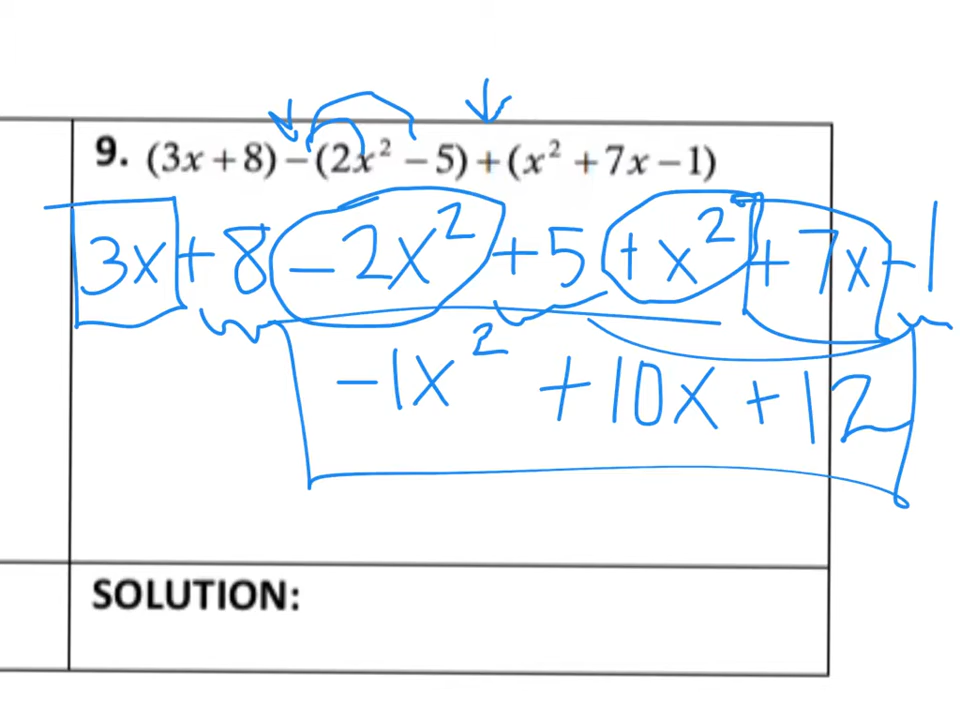 9. (3x + 8) − (2x² − 5) + (x² + 7x − 1)
3x + 8 − 2x² + 5 + x² + 7x − 1
−1x² + 10x + 12
SOLUTION: